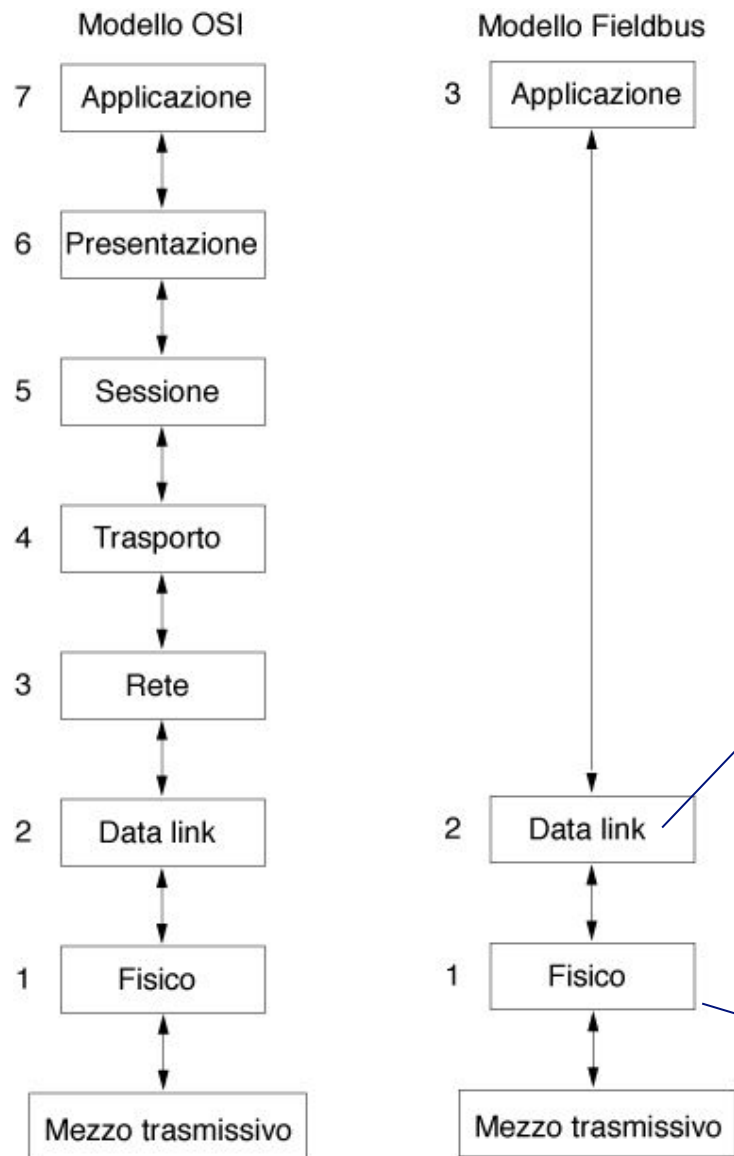 Modello OSI
7 Applicazione
6 Presentazione
5 Sessione
4 Trasporto
3 Rete
2 Data link
1 Fisico
Mezzo trasmissivo
Modello Fieldbus
3 Applicazione
2 Data link
1 Fisico
Mezzo trasmissivo